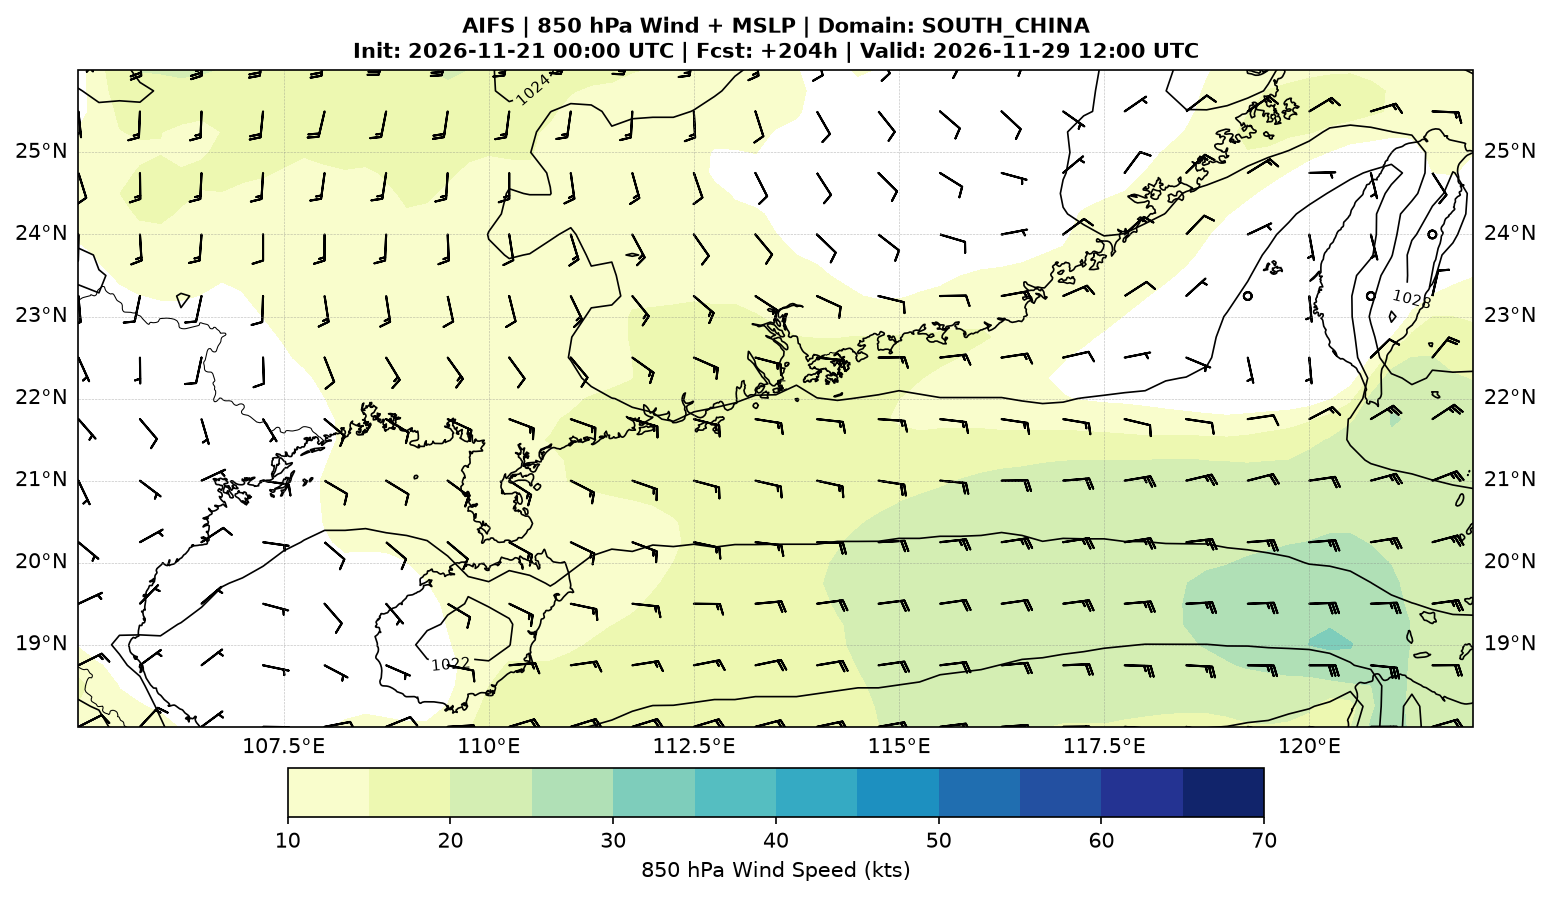 AIFS | 850 hPa Wind + MSLP | Domain: SOUTH_CHINA
Init: 2026-11-21 00:00 UTC | Fcst: +204h | Valid: 2026-11-29 12:00 UTC
1024
25°N 25°N
24°N 24°N
1028
23°N 23°N
22°N 22°N
21°N 21°N
20°N 20°N
19°N 19°N
1022
107.5°E 110°E 112.5°E 115°E 117.5°E 120°E
10 20 30 40 50 60 70
850 hPa Wind Speed (kts)